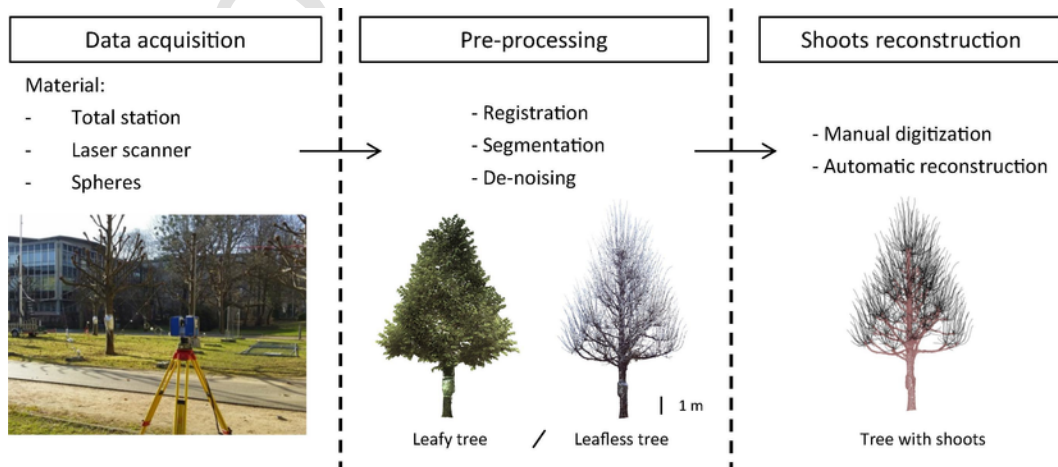 Data acquisition
Material:
- Total station
- Laser scanner
- Spheres
Pre-processing
- Registration
- Segmentation
- De-noising
1 m
Leafy tree / Leafless tree
Shoots reconstruction
- Manual digitization
- Automatic reconstruction
Tree with shoots